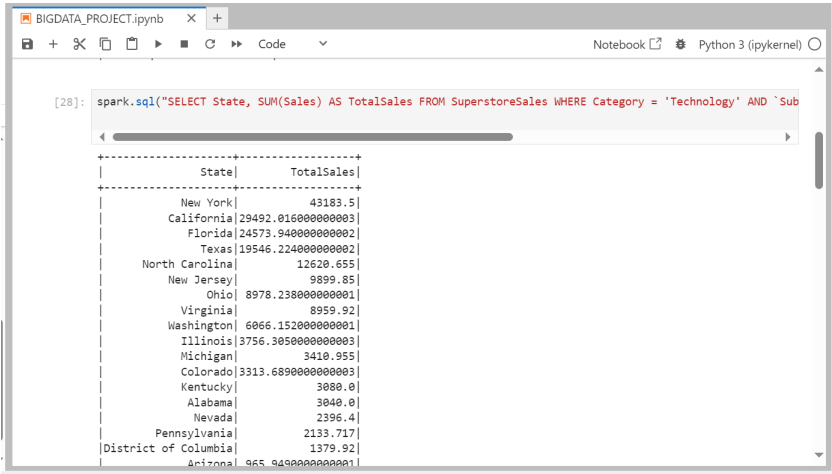 BIGDATA_PROJECT.ipynb
Code
Notebook
Python 3 (ipykernel)
[28]: spark.sql("SELECT State, SUM(Sales) AS TotalSales FROM SuperstoreSales WHERE Category = 'Technology' AND `Sub
+-------------------+------------------+
| State| TotalSales|
+-------------------+------------------+
| New York| 43183.5|
| California|29492.016000000003|
| Florida|24573.940000000002|
| Texas|19546.224000000002|
| North Carolina| 12620.655|
| New Jersey| 9899.85|
| Ohio| 8978.238000000001|
| Virginia| 8959.92|
| Washington| 6066.152000000001|
| Illinois|3756.3050000000003|
| Michigan| 3410.955|
| Colorado|3313.6890000000003|
| Kentucky| 3080.0|
| Alabama| 3040.0|
| Nevada| 2396.4|
| Pennsylvania| 2133.717|
|District of Columbia| 1379.92|
| Arizona| 965.9490000000001|